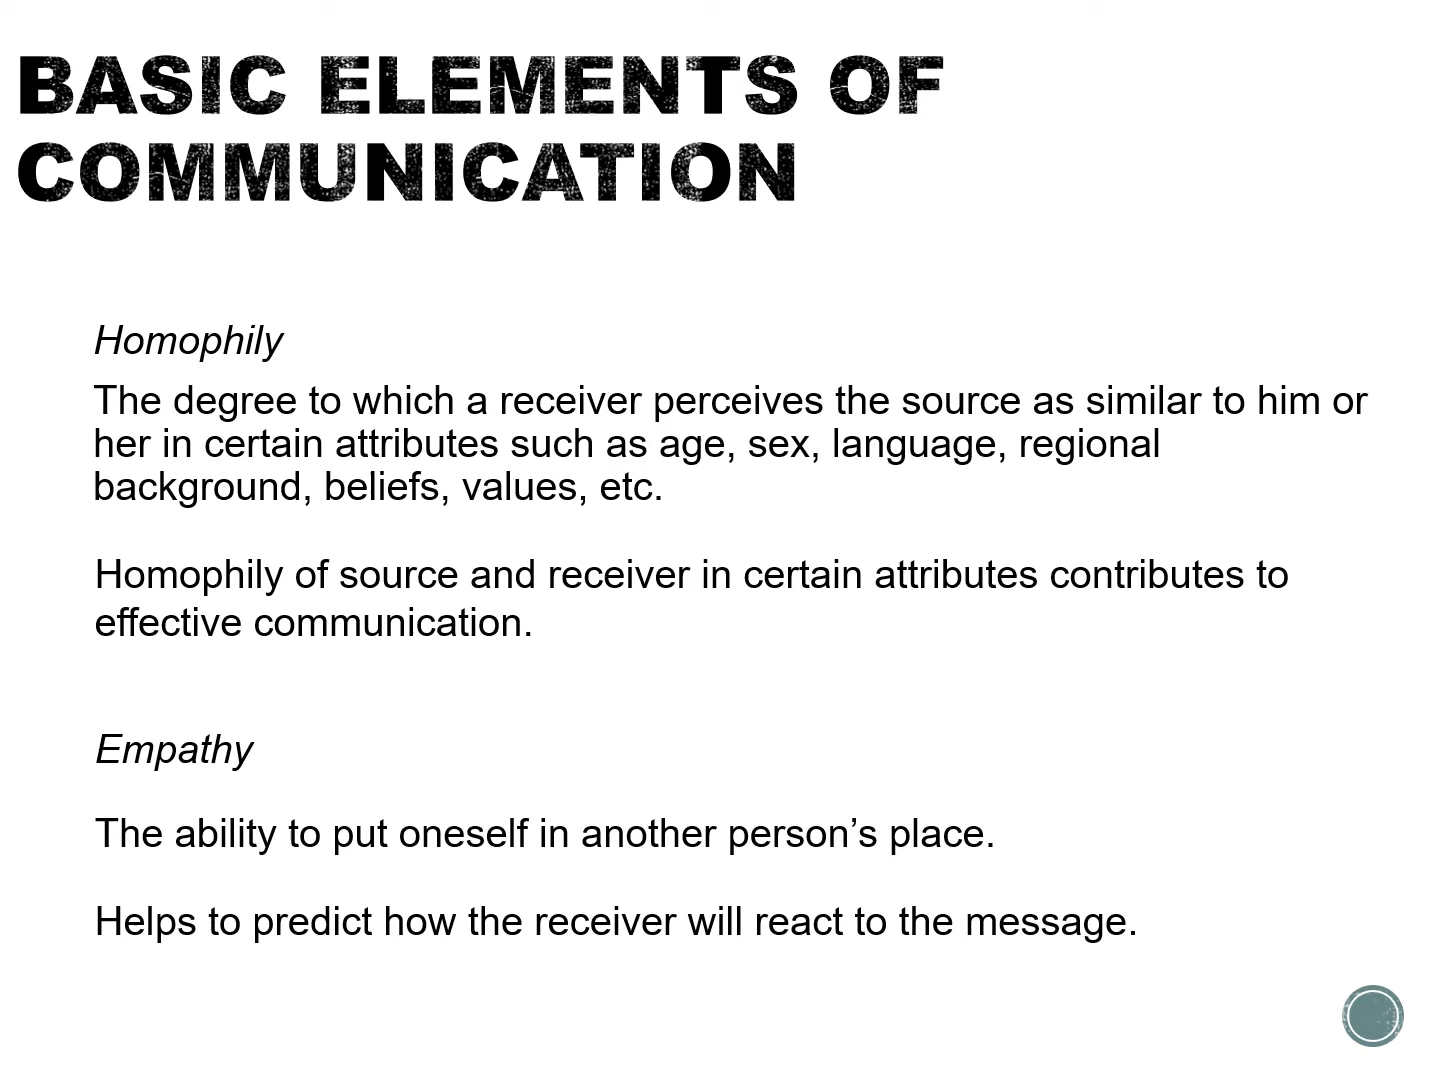 BASIC ELEMENTS OF
COMMUNICATION
Homophily
The degree to which a receiver perceives the source as similar to him or
her in certain attributes such as age, sex, language, regional
background, beliefs, values, etc.
Homophily of source and receiver in certain attributes contributes to
effective communication.
Empathy
The ability to put oneself in another person’s place.
Helps to predict how the receiver will react to the message.